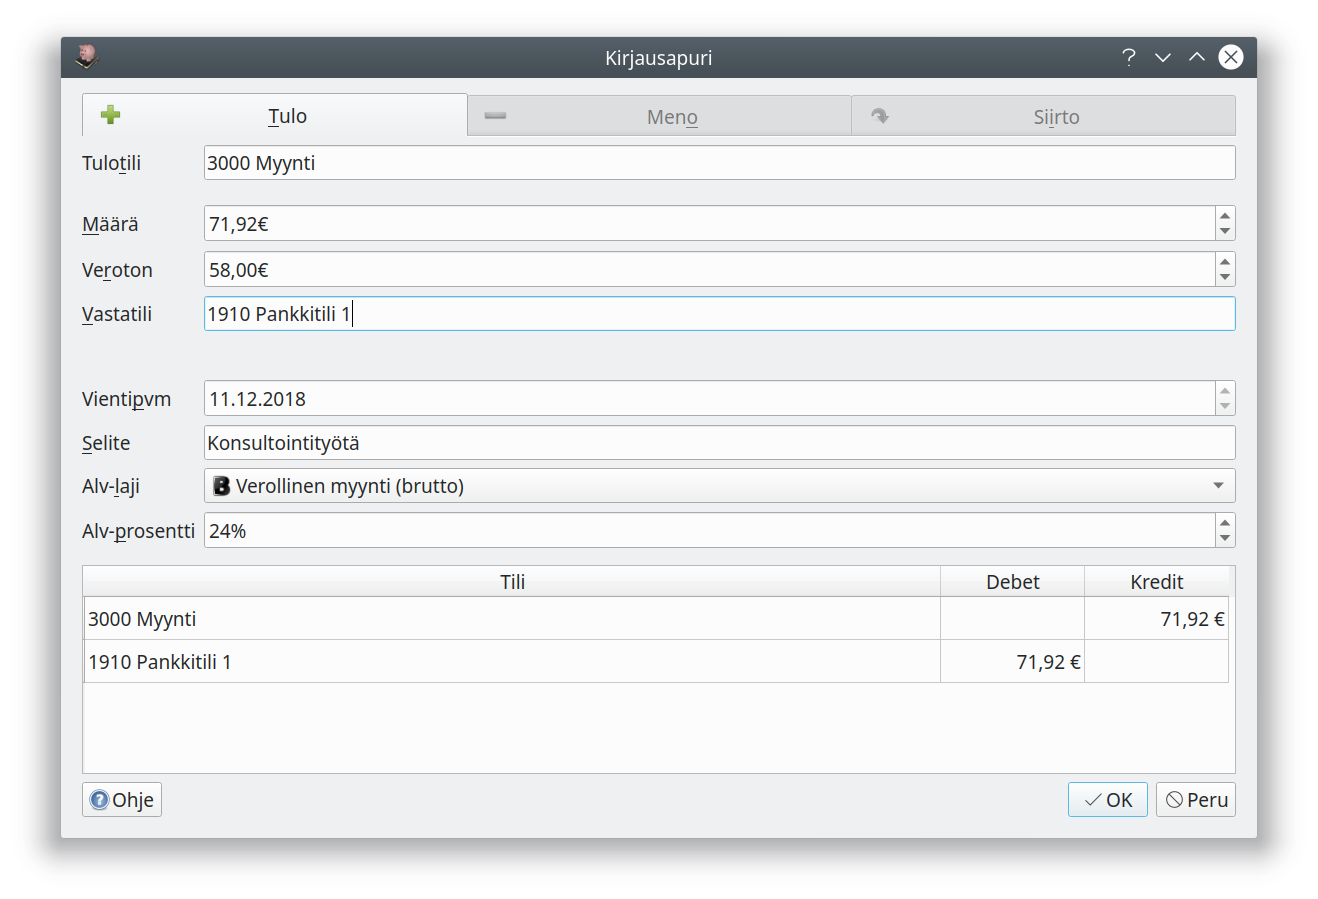 Kirjausapuri
Tulo Meno Siirto
Tulotili 3000 Myynti
Määrä 71,92€
Veroton 58,00€
Vastatili 1910 Pankkitili 1
Vientipvm 11.12.2018
Selite Konsultointityötä
Alv-laji B Verollinen myynti (brutto)
Alv-prosentti 24%
Tili Debet Kredit
3000 Myynti 71,92 €
1910 Pankkitili 1 71,92 €
? Ohje OK Peru